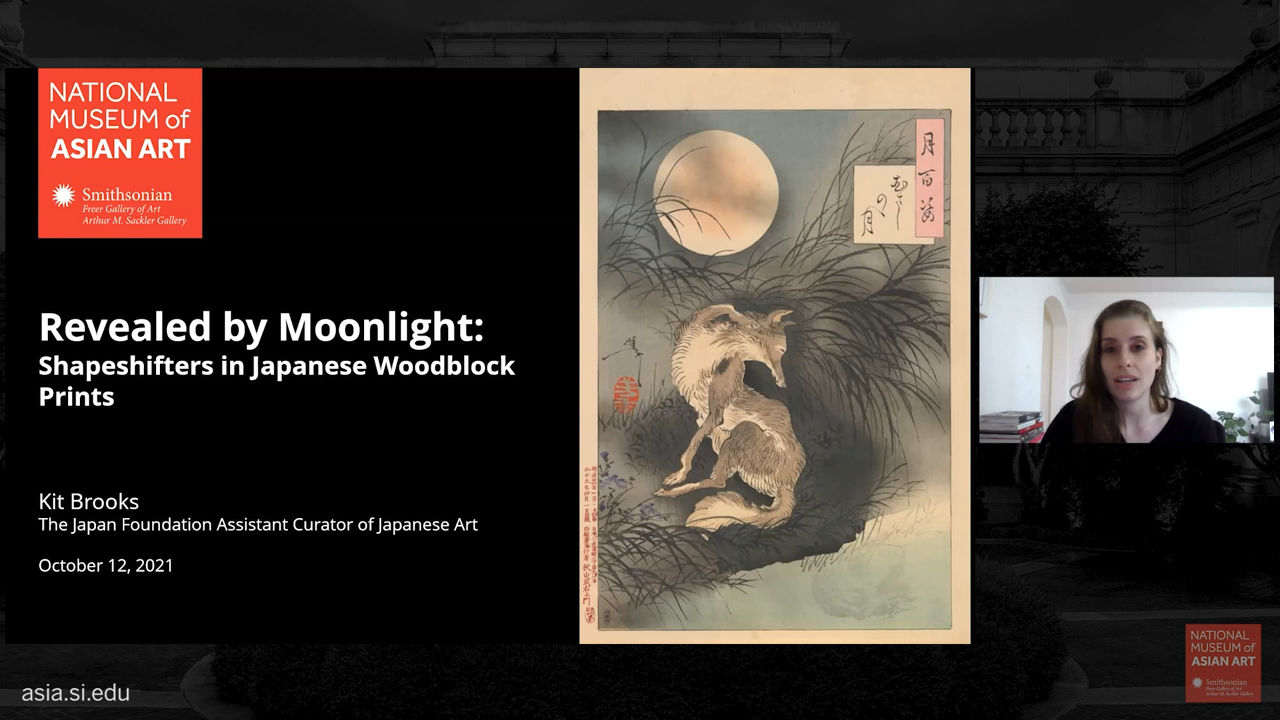 NATIONAL
MUSEUM of
ASIAN ART
Smithsonian
Freer Gallery of Art
Arthur M. Sackler Gallery
Revealed by Moonlight:
Shapeshifters in Japanese Woodblock
Prints
Kit Brooks
The Japan Foundation Assistant Curator of Japanese Art
October 12, 2021
月百姿
むさし
の月
asia.si.edu
NATIONAL
MUSEUM of
ASIAN ART
Smithsonian
Freer Gallery of Art
Arthur M. Sackler Gallery